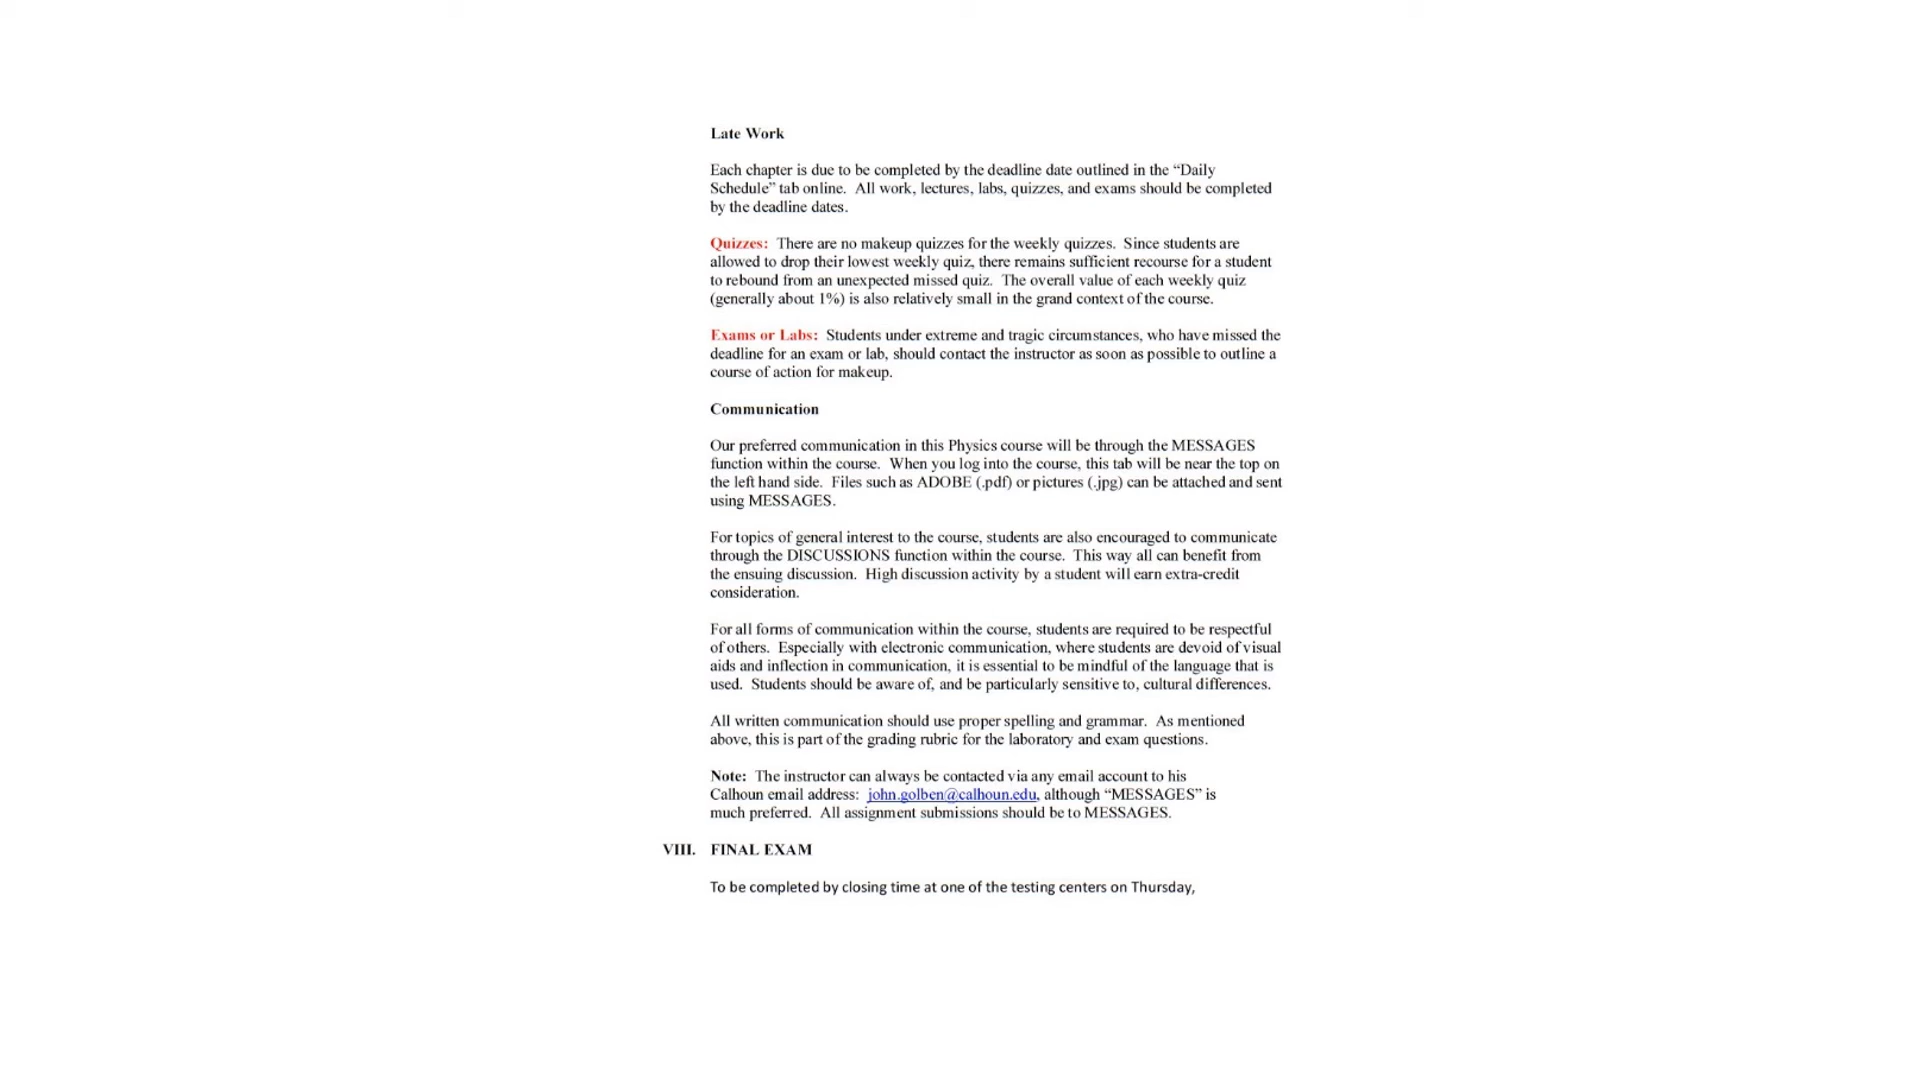 Late Work
Each chapter is due to be completed by the deadline date outlined in the “Daily
Schedule” tab online.  All work, lectures, labs, quizzes, and exams should be completed
by the deadline dates.
Quizzes:  There are no makeup quizzes for the weekly quizzes.  Since students are
allowed to drop their lowest weekly quiz, there remains sufficient recourse for a student
to rebound from an unexpected missed quiz.  The overall value of each weekly quiz
(generally about 1%) is also relatively small in the grand context of the course.
Exams or Labs:  Students under extreme and tragic circumstances, who have missed the
deadline for an exam or lab, should contact the instructor as soon as possible to outline a
course of action for makeup.
Communication
Our preferred communication in this Physics course will be through the MESSAGES
function within the course.  When you log into the course, this tab will be near the top on
the left hand side.  Files such as ADOBE (.pdf) or pictures (.jpg) can be attached and sent
using MESSAGES.
For topics of general interest to the course, students are also encouraged to communicate
through the DISCUSSIONS function within the course.  This way all can benefit from
the ensuing discussion.  High discussion activity by a student will earn extra-credit
consideration.
For all forms of communication within the course, students are required to be respectful
of others.  Especially with electronic communication, where students are devoid of visual
aids and inflection in communication, it is essential to be mindful of the language that is
used.  Students should be aware of, and be particularly sensitive to, cultural differences.
All written communication should use proper spelling and grammar.  As mentioned
above, this is part of the grading rubric for the laboratory and exam questions.
Note:  The instructor can always be contacted via any email account to his
Calhoun email address:  john.golben@calhoun.edu, although “MESSAGES” is
much preferred.  All assignment submissions should be to MESSAGES.
VIII.  FINAL EXAM
To be completed by closing time at one of the testing centers on Thursday,